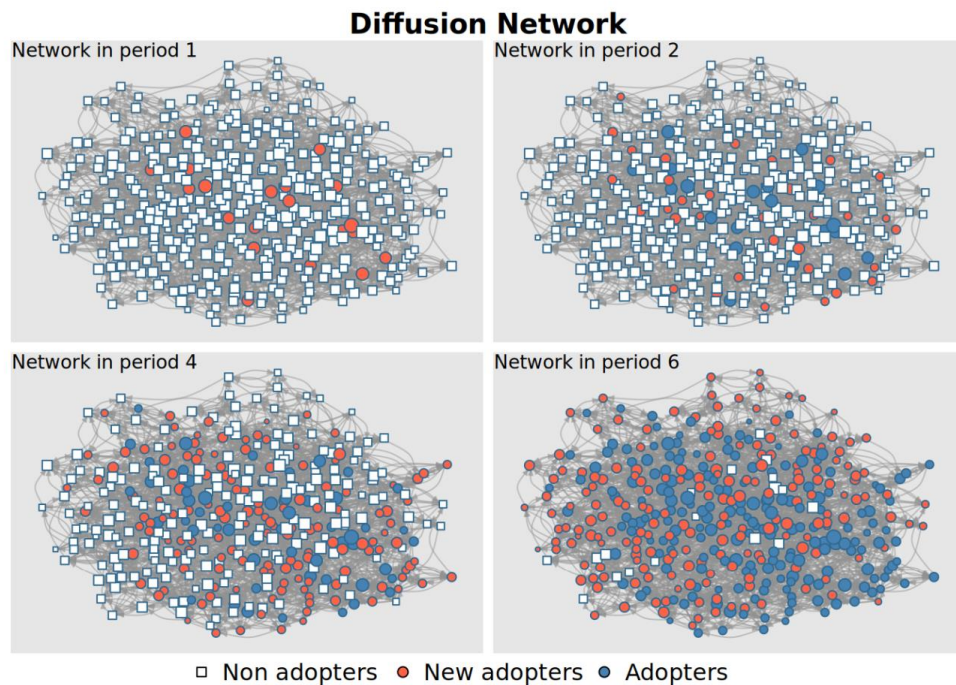 Diffusion Network
Network in period 1
Network in period 2
Network in period 4
Network in period 6
Non adopters
New adopters
Adopters